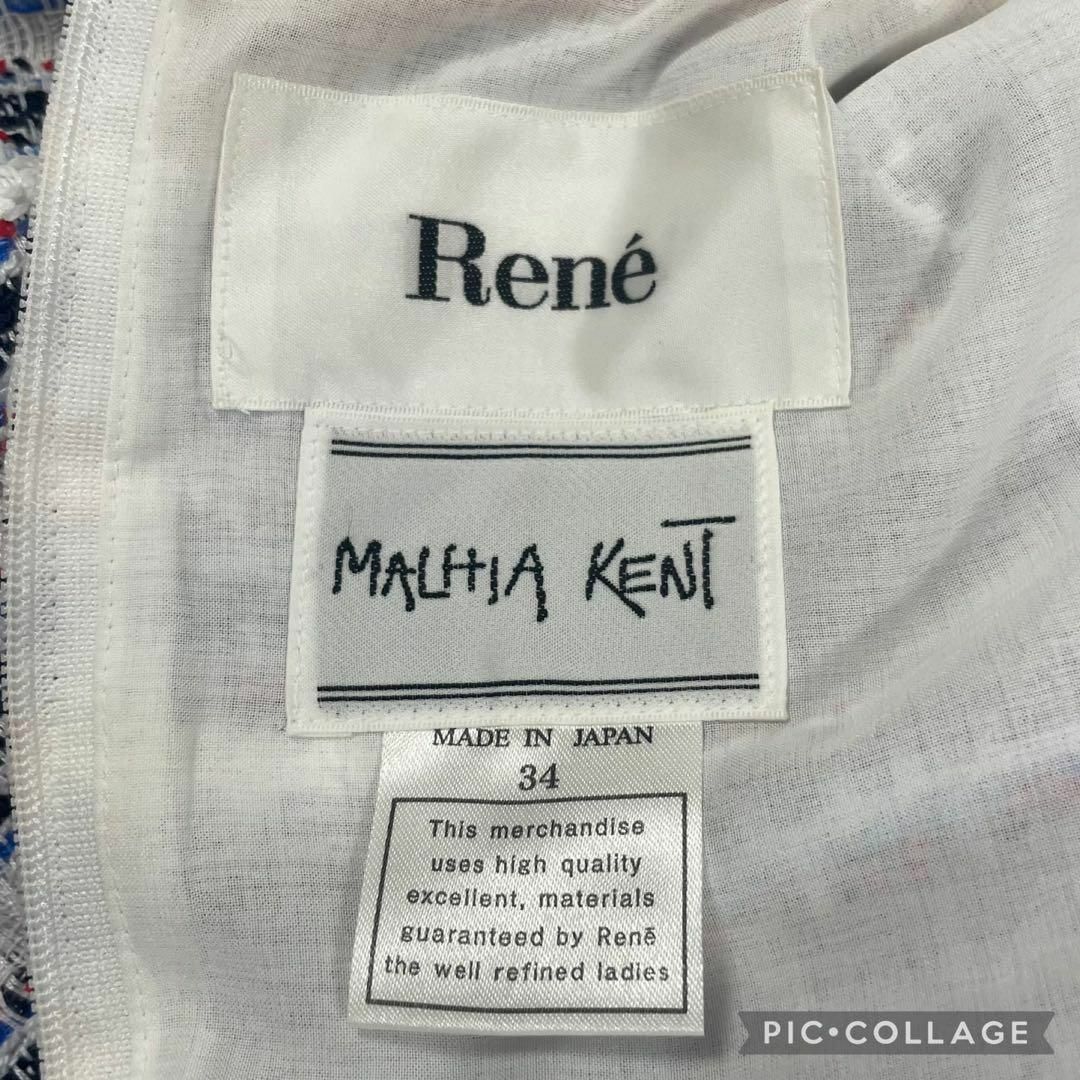 René
MALHIA KENT
MADE IN JAPAN
34
This merchandise
uses high quality
excellent, materials
guaranteed by Renē
the well refined ladies
PIC•COLLAGE